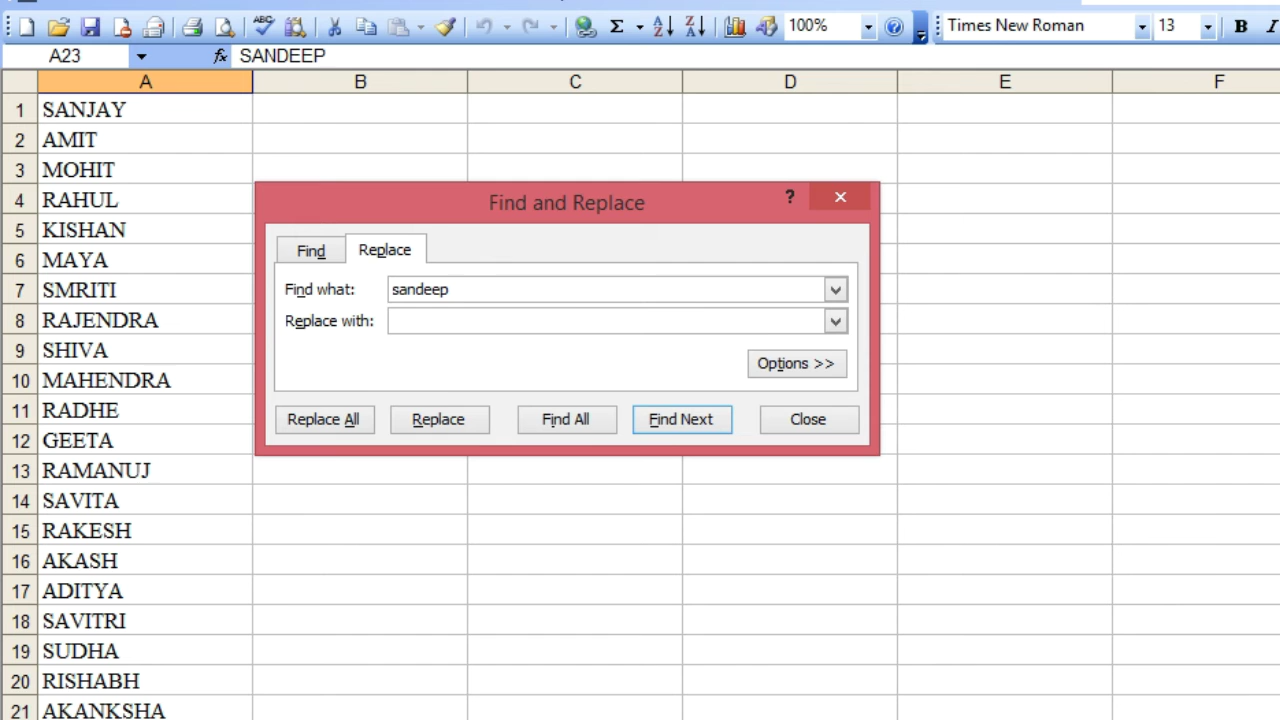 100%
Times New Roman
13
B
I
A23
fx
SANDEEP
A B C D E F
1 SANJAY
2 AMIT
3 MOHIT
4 RAHUL
5 KISHAN
6 MAYA
7 SMRITI
8 RAJENDRA
9 SHIVA
10 MAHENDRA
11 RADHE
12 GEETA
13 RAMANUJ
14 SAVITA
15 RAKESH
16 AKASH
17 ADITYA
18 SAVITRI
19 SUDHA
20 RISHABH
21 AKANKSHA
Find and Replace
?
Find Replace
Find what: sandeep
Replace with:
Options >>
Replace All Replace Find All Find Next Close